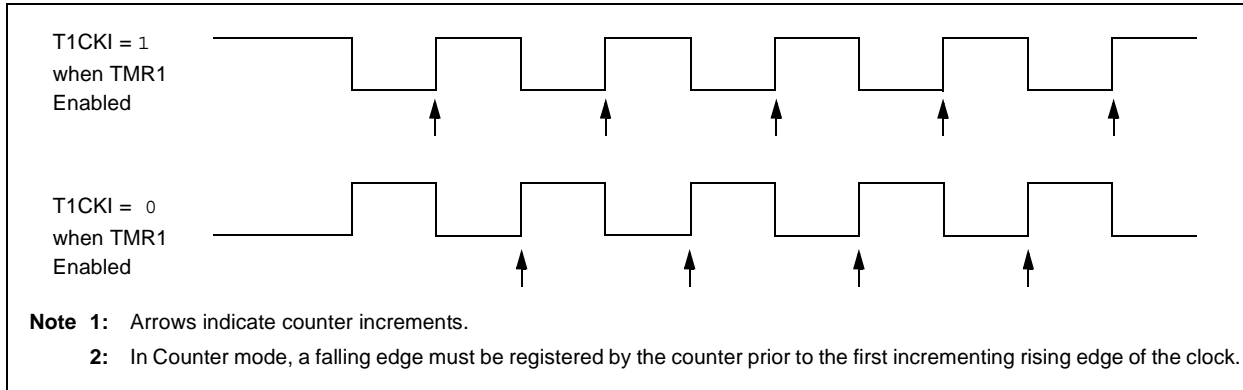 T1CKI = 1
when TMR1
Enabled
T1CKI = 0
when TMR1
Enabled
Note 1: Arrows indicate counter increments.
2: In Counter mode, a falling edge must be registered by the counter prior to the first incrementing rising edge of the clock.